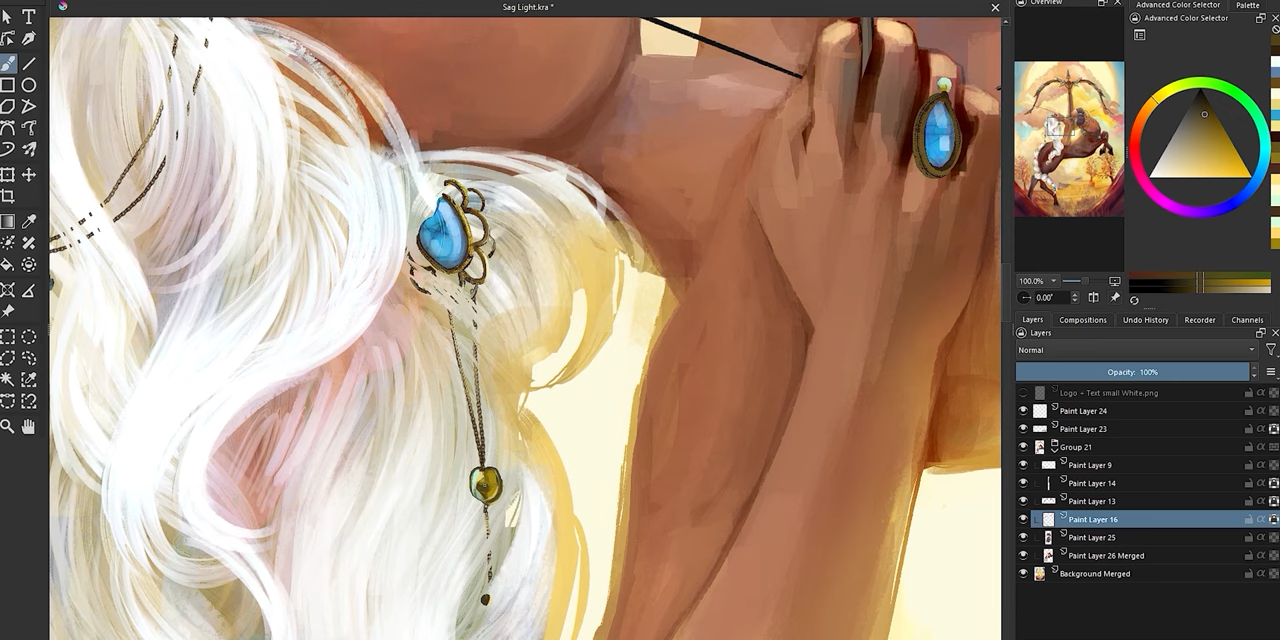 Sag Light.kra *
Overview
Advanced Color Selector
Palette
Advanced Color Selector
100.0%
0.00°
Layers
Compositions
Undo History
Recorder
Channels
Layers
Normal
Opacity: 100%
Logo - Text small White.png
Paint Layer 24
Paint Layer 23
Group 21
Paint Layer 9
Paint Layer 14
Paint Layer 13
Paint Layer 16
Paint Layer 25
Paint Layer 26 Merged
Background Merged